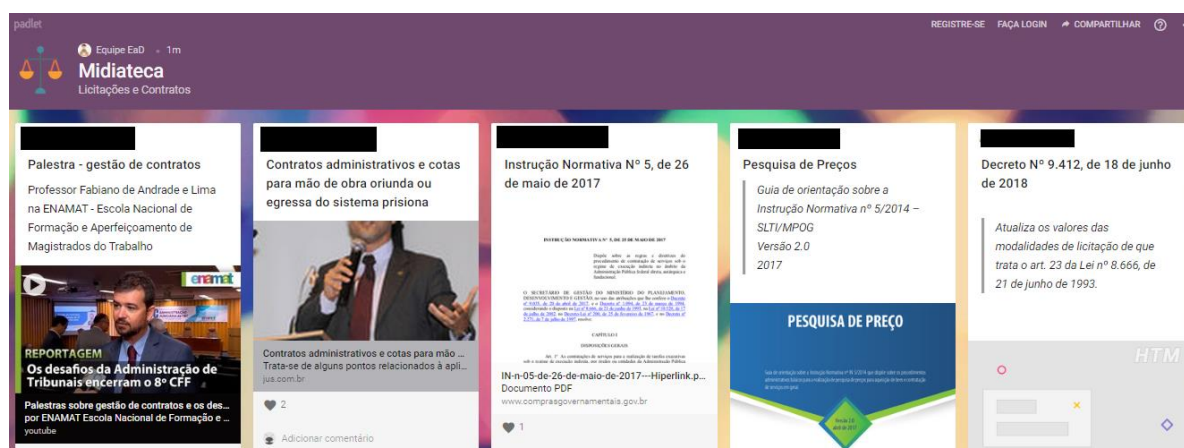 padlet
REGISTRE-SE FAÇA LOGIN COMPARTILHAR
Equipe EaD • 1m
Midiateca
Licitações e Contratos
Palestra - gestão de contratos
Professor Fabiano de Andrade e Lima
na ENAMAT - Escola Nacional de
Formação e Aperfeiçoamento de
Magistrados do Trabalho
enamat
REPORTAGEM
Os desafios da Administração de
Tribunais encerram o 8º CFF
Palestras sobre gestão de contratos e os des...
por ENAMAT Escola Nacional de Formação e ...
youtube
Contratos administrativos e cotas
para mão de obra oriunda ou
egressa do sistema prisiona
Contratos administrativos e cotas para mão ...
Trata-se de alguns pontos relacionados à apli...
jua.com.br
2
Adicionar comentário
Instrução Normativa Nº 5, de 26
de maio de 2017
INSTRUÇÃO NORMATIVA Nº 5, DE 25 DE MAIO DE 2017
CAPÍTULO I
DISPOSIÇÕES GERAIS
IN-n-05-de-26-de-maio-de-2017---Hiperlink.p...
Documento PDF
www.comprasgovernamentais.gov.br
1
Pesquisa de Preços
Guia de orientação sobre a
Instrução Normativa nº 5/2014 –
SLTI/MPOG
Versão 2.0
2017
PESQUISA DE PREÇO
Decreto Nº 9.412, de 18 de junho
de 2018
Atualiza os valores das
modalidades de licitação de que
trata o art. 23 da Lei nº 8.666, de
21 de junho de 1993.
HTM